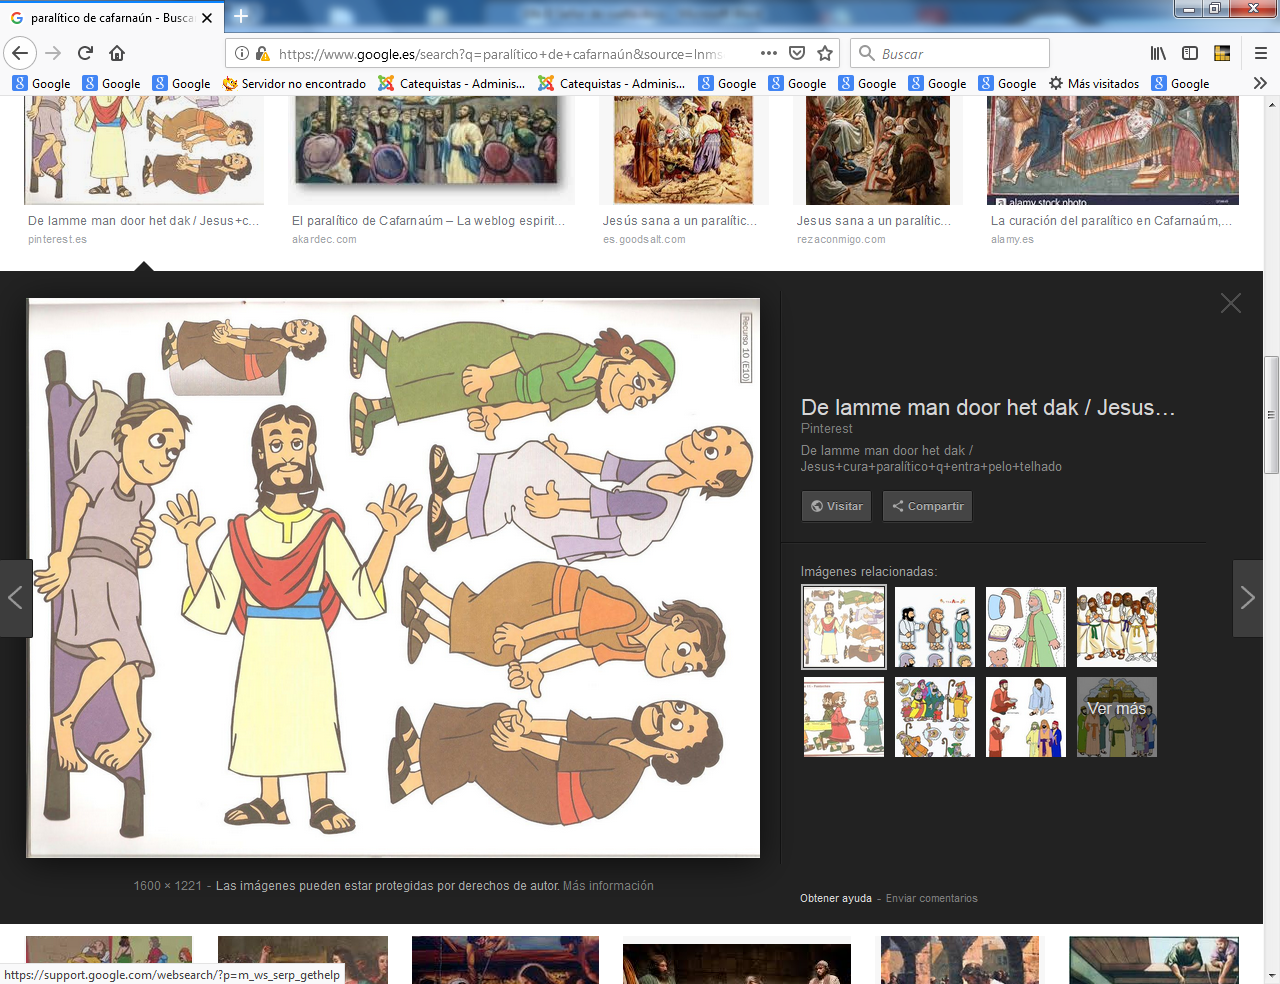 paralítico de cafarnaún - Busca
https://www.google.es/search?q=paralítico+de+cafarnaún&source=lnms
Buscar
Google
Google
Google
Servidor no encontrado
Catequistas - Adminis...
Catequistas - Adminis...
Google
Google
Google
Google
Google
Más visitados
Google
alamy stock photo
De lamme man door het dak / Jesus+c...
pinterest.es
El paralítico de Cafarnaúm – La weblog espirit...
akardec.com
Jesús sana a un paralític...
es.goodsalt.com
Jesus sana a un paralític...
rezaconmigo.com
La curación del paralítico en Cafarnaúm,...
alamy.es
Recurso 10 (E10)
De lamme man door het dak / Jesus...
Pinterest
De lamme man door het dak /
Jesus+cura+paralítico+q+entra+pelo+telhado
Visitar
Compartir
Imágenes relacionadas:
Ver más
1600 × 1221 - Las imágenes pueden estar protegidas por derechos de autor. Más información
Obtener ayuda - Enviar comentarios
https://support.google.com/websearch/?p=m_ws_serp_gethelp